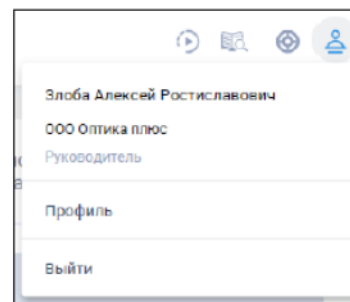 Злоба Алексей Ростиславович
ООО Оптика плюс
Руководитель
Профиль
Выйти